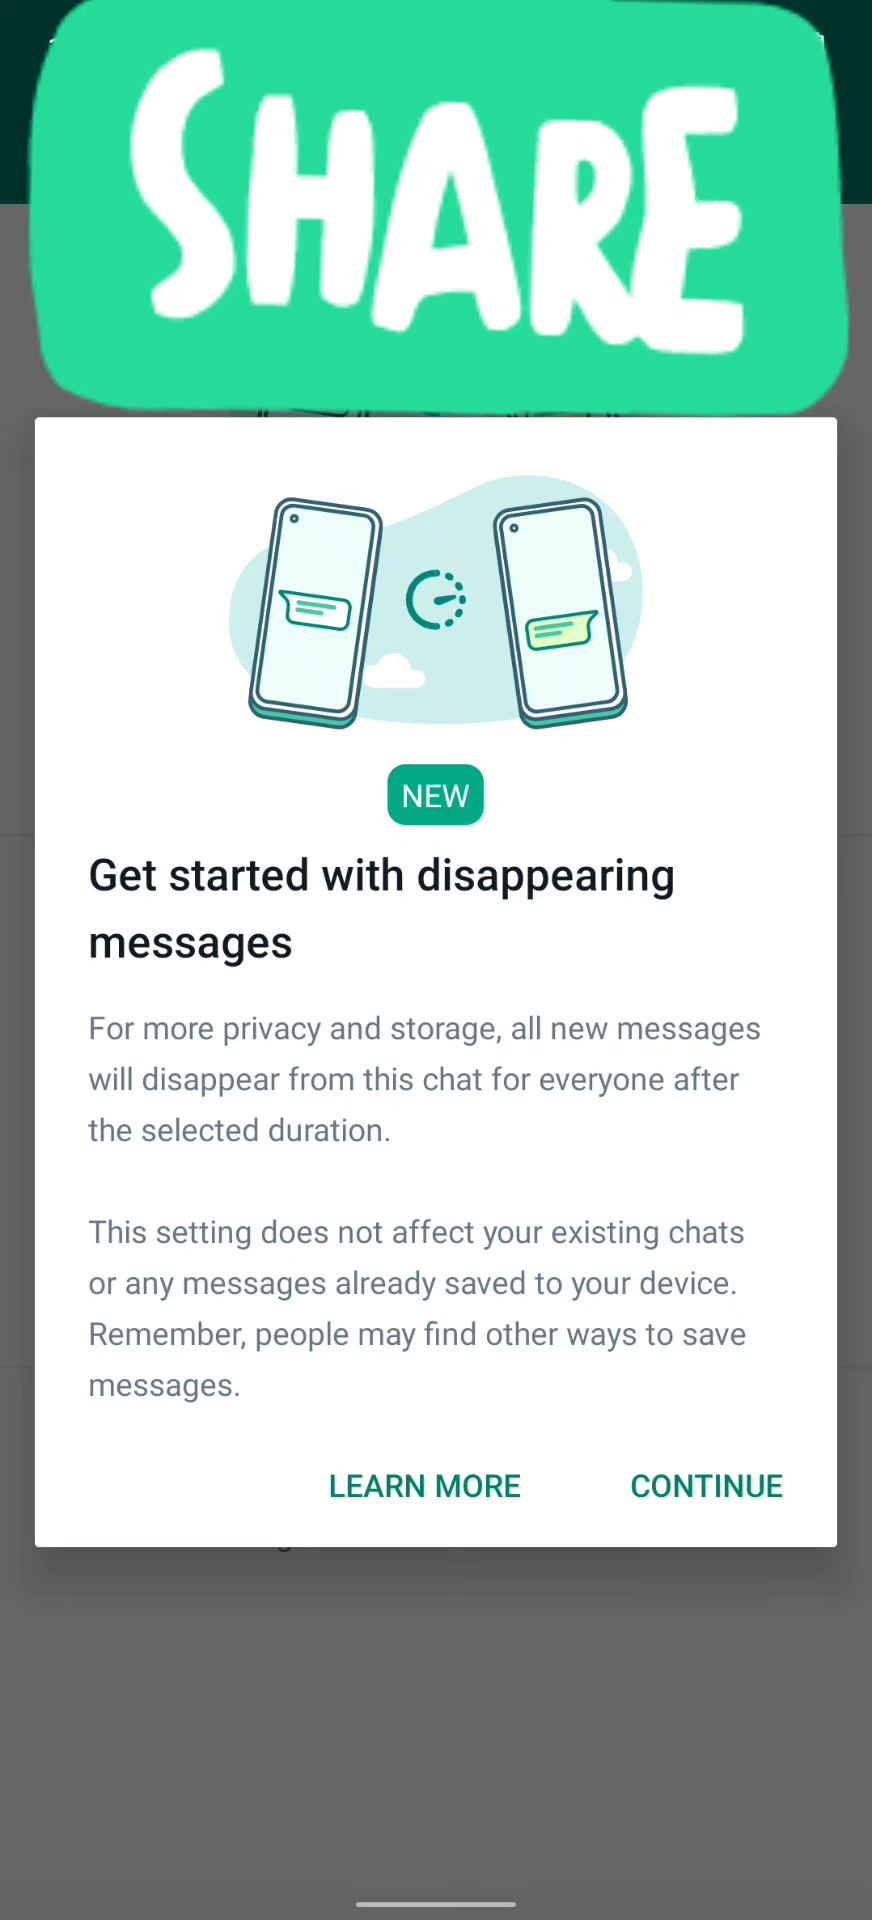 SHARE
NEW
Get started with disappearing
messages
For more privacy and storage, all new messages
will disappear from this chat for everyone after
the selected duration.
This setting does not affect your existing chats
or any messages already saved to your device.
Remember, people may find other ways to save
messages.
LEARN MORE CONTINUE